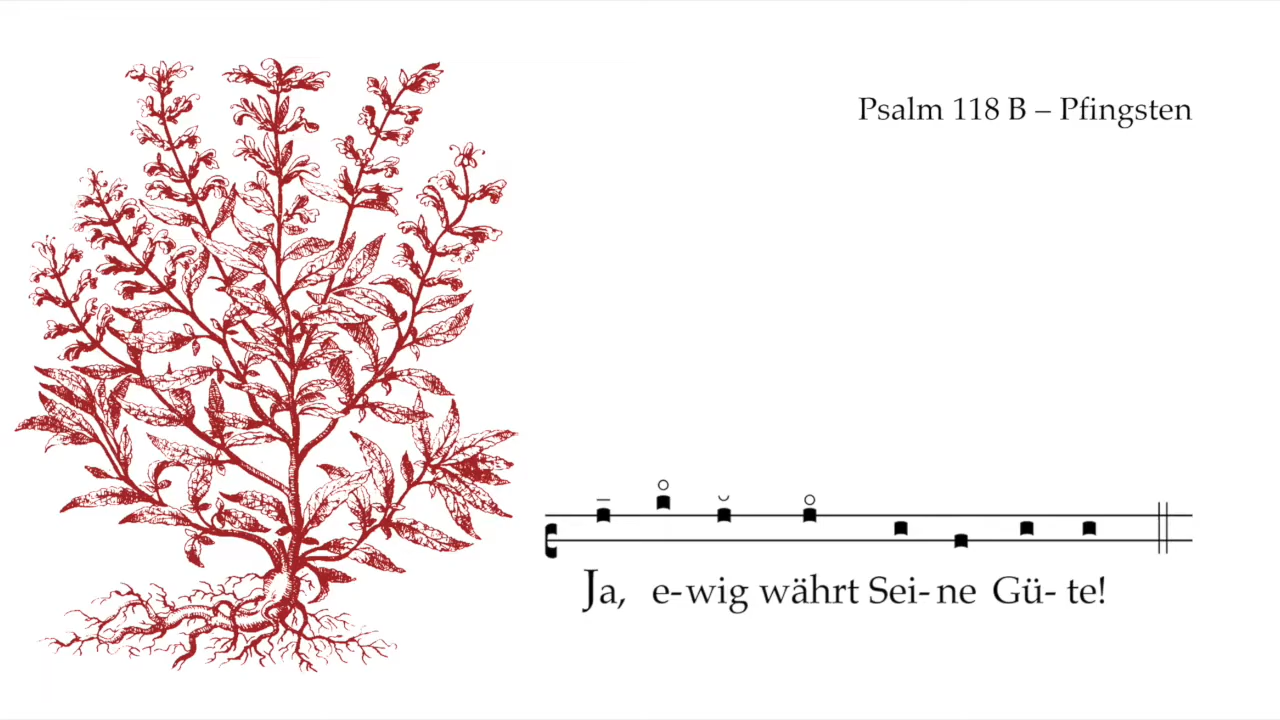 Psalm 118 B – Pfingsten
Ja, e-wig währt Sei-ne Gü-te!